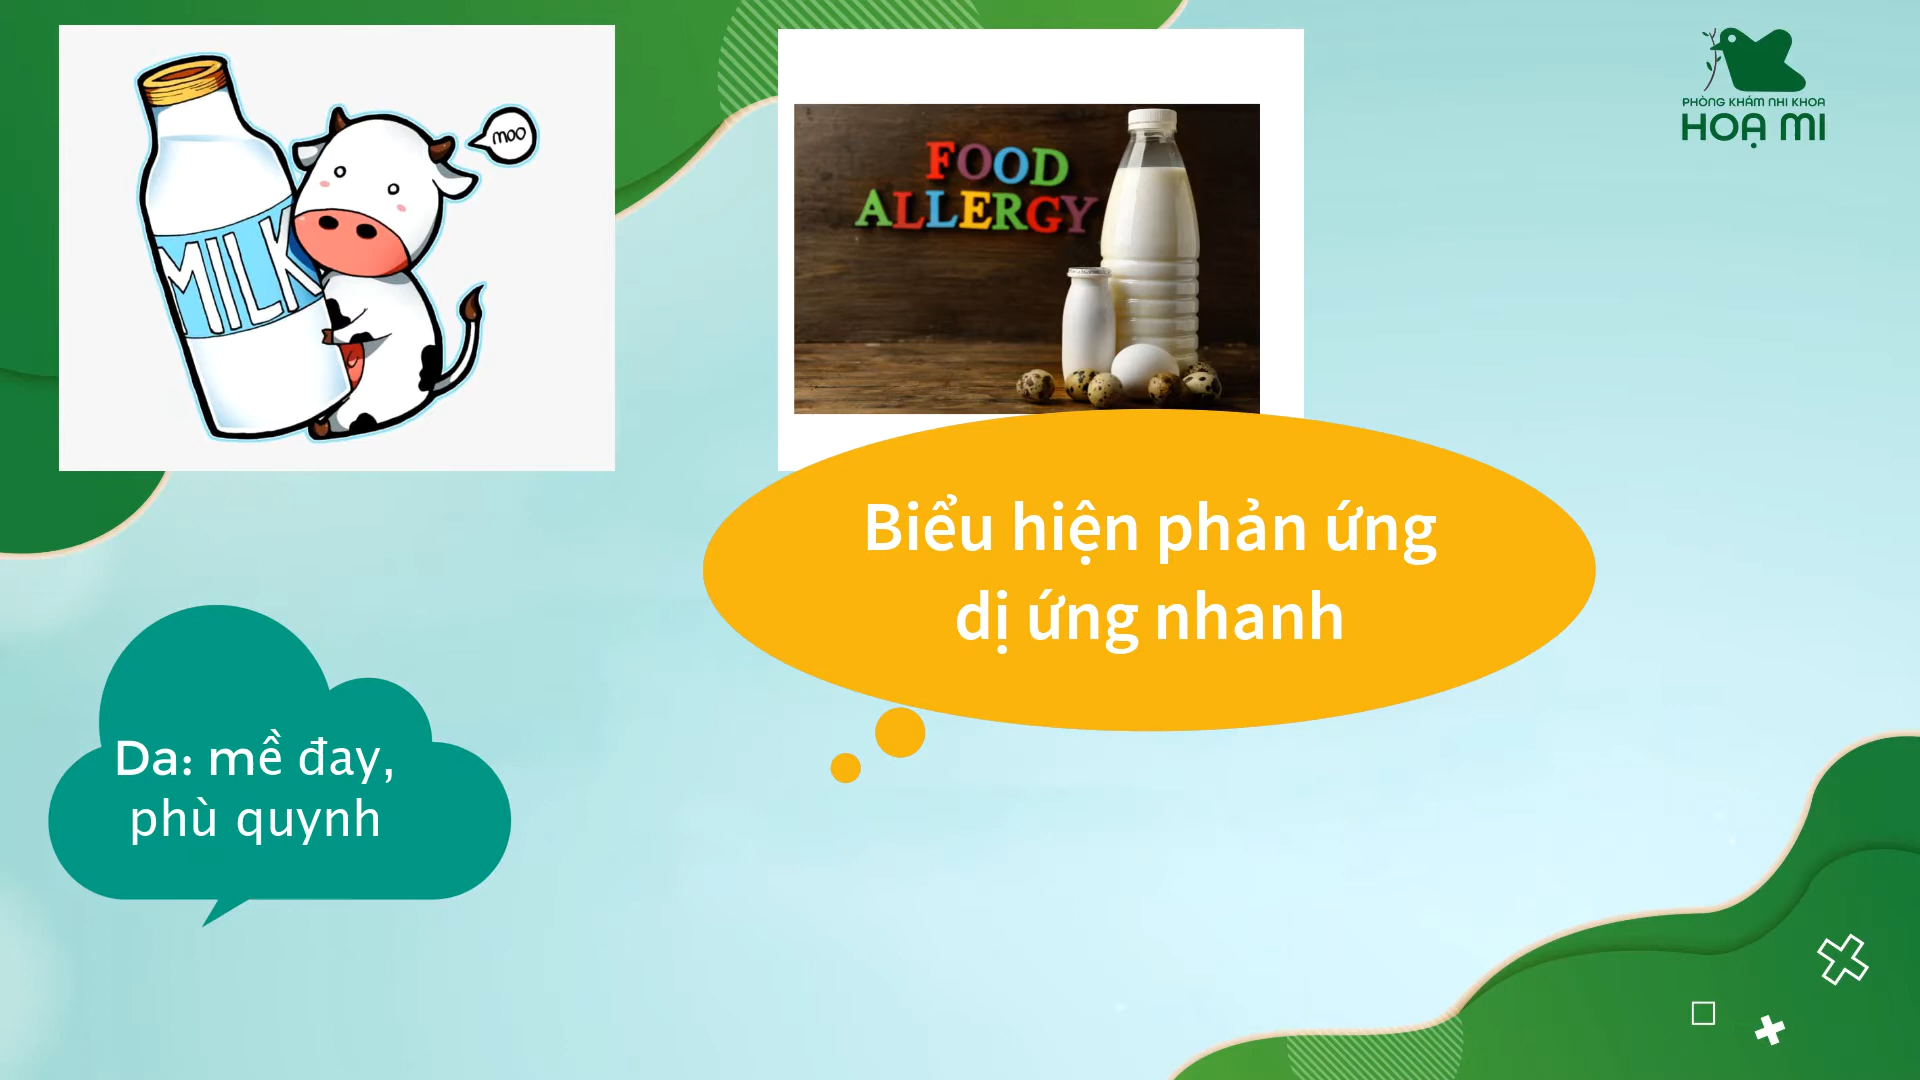 MILK
moo
FOOD
ALLERGY
PHÒNG KHÁM NHI KHOA
HOẠ MI
Biểu hiện phản ứng
dị ứng nhanh
Da: mề đay,
phù quynh